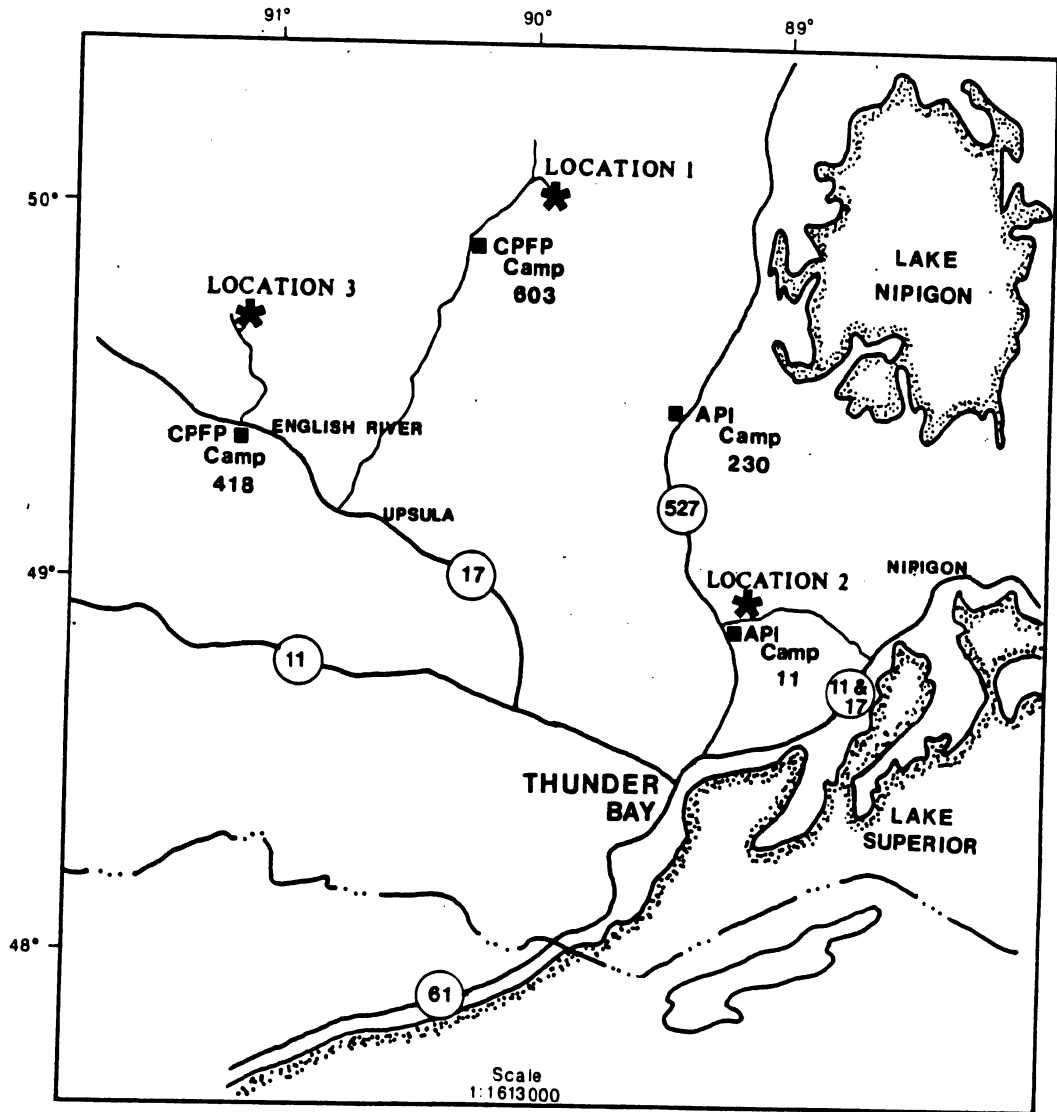 91°
90°
89°
50°
49°
48°
LOCATION 1
CPFP
Camp
603
LOCATION 3
LAKE
NIPIGON
CPFP
Camp
418
ENGLISH RIVER
API
Camp
230
527
UPSULA
17
LOCATION 2
NIPIGON
API
Camp
11
11
11 &
17
THUNDER
BAY
LAKE
SUPERIOR
61
Scale
1:1613000